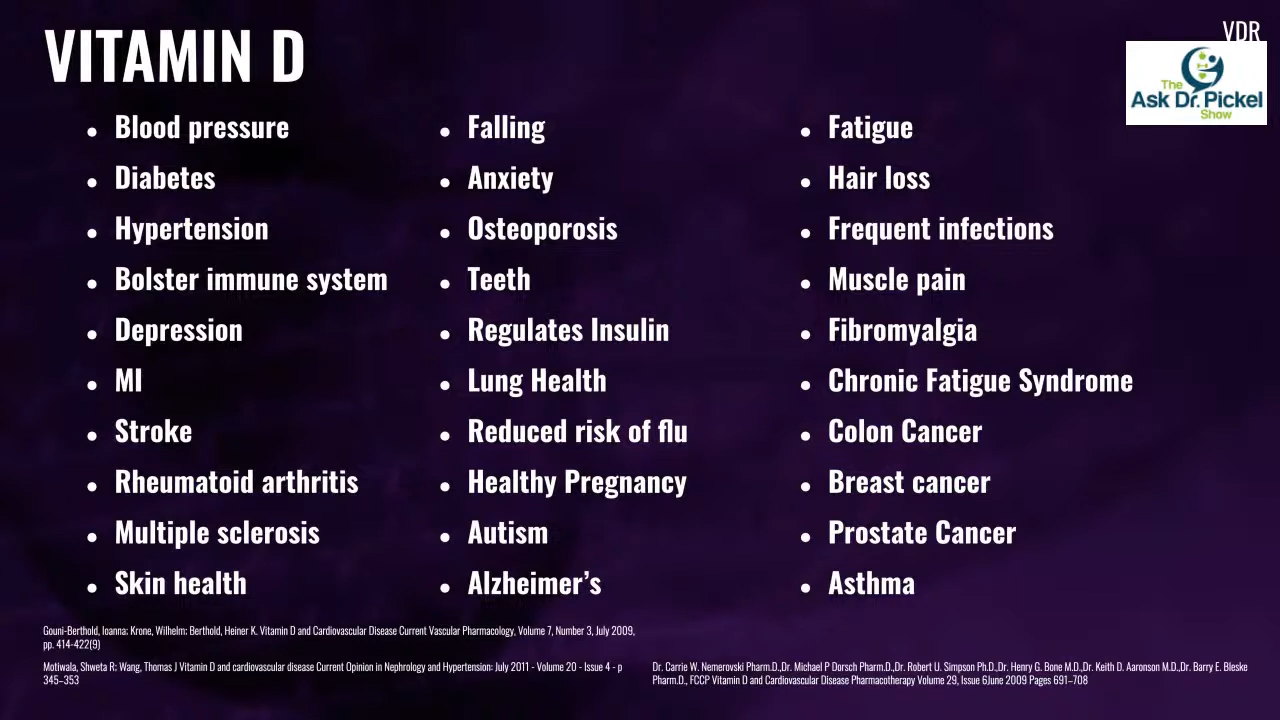 VITAMIN D
VDR
The
Ask Dr. Pickel
Show
• Blood pressure
• Diabetes
• Hypertension
• Bolster immune system
• Depression
• MI
• Stroke
• Rheumatoid arthritis
• Multiple sclerosis
• Skin health
• Falling
• Anxiety
• Osteoporosis
• Teeth
• Regulates Insulin
• Lung Health
• Reduced risk of flu
• Healthy Pregnancy
• Autism
• Alzheimer’s
• Fatigue
• Hair loss
• Frequent infections
• Muscle pain
• Fibromyalgia
• Chronic Fatigue Syndrome
• Colon Cancer
• Breast cancer
• Prostate Cancer
• Asthma
Gouni-Berthold, Ioanna; Krone, Wilhelm; Berthold, Heiner K. Vitamin D and Cardiovascular Disease Current Vascular Pharmacology, Volume 7, Number 3, July 2009,
pp. 414-422(9)
Motiwala, Shweta R; Wang, Thomas J Vitamin D and cardiovascular disease Current Opinion in Nephrology and Hypertension: July 2011 - Volume 20 - Issue 4 - p
345–353
Dr. Carrie W. Nemerovski Pharm.D.,Dr. Michael P Dorsch Pharm.D.,Dr. Robert U. Simpson Ph.D.,Dr. Henry G. Bone M.D.,Dr. Keith D. Aaronson M.D.,Dr. Barry E. Bleske
Pharm.D., FCCP Vitamin D and Cardiovascular Disease Pharmacotherapy Volume 29, Issue 6June 2009 Pages 691–708